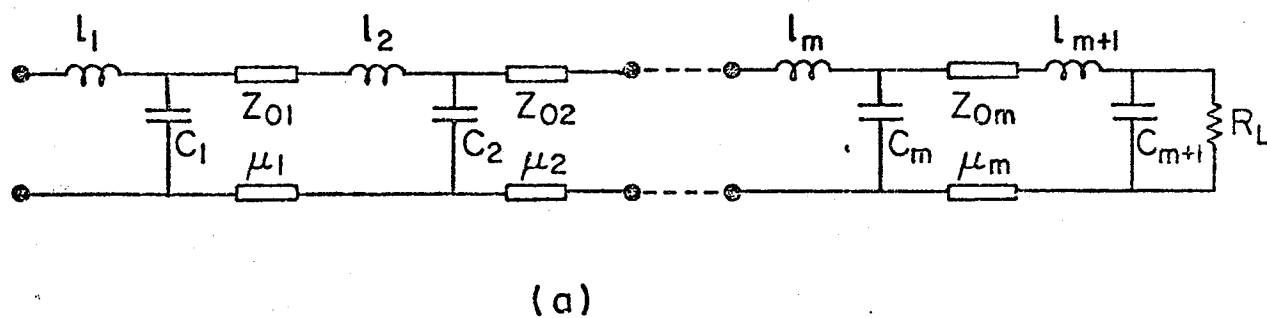 l1 l2 lm lm+1
Z01 Z02 Z0m RL
C1 C2 Cm Cm+1
μ1 μ2 μm
(a)